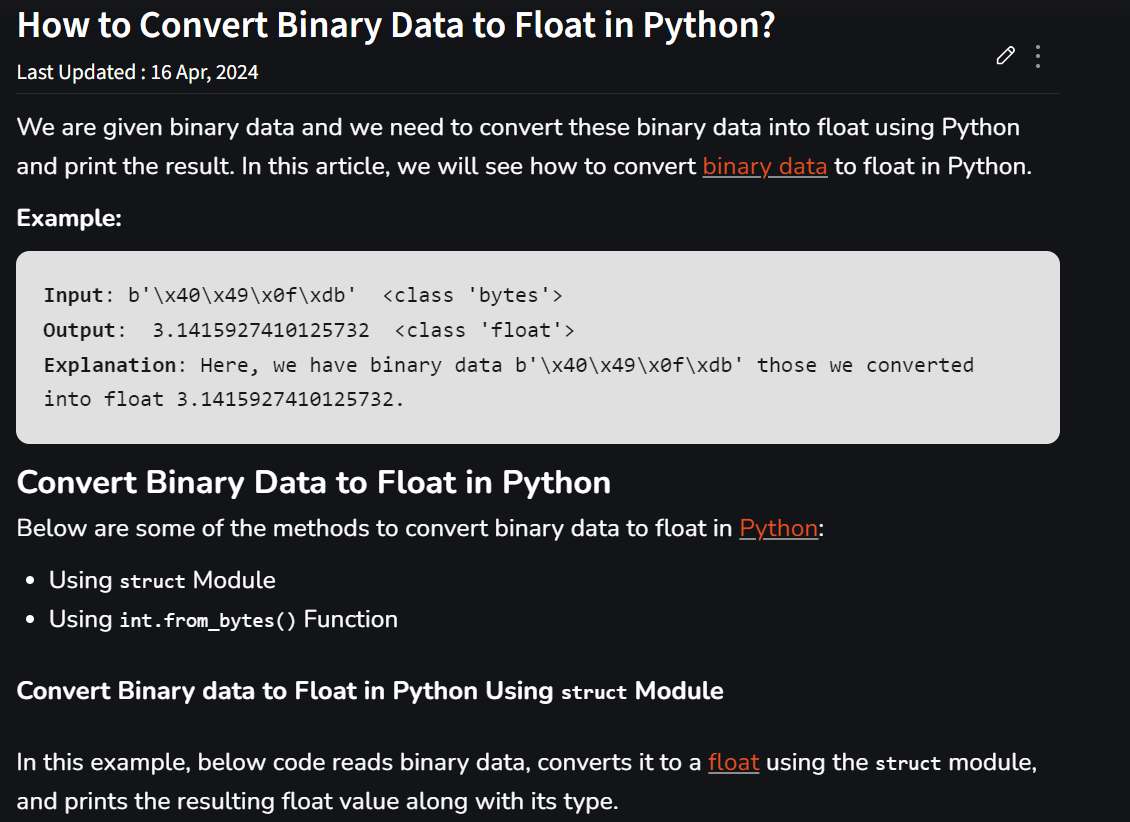 How to Convert Binary Data to Float in Python?
Last Updated : 16 Apr, 2024
We are given binary data and we need to convert these binary data into float using Python
and print the result. In this article, we will see how to convert binary data to float in Python.
Example:
Input: b'\x40\x49\x0f\xdb'  <class 'bytes'>
Output:  3.1415927410125732  <class 'float'>
Explanation: Here, we have binary data b'\x40\x49\x0f\xdb' those we converted
into float 3.1415927410125732.
Convert Binary Data to Float in Python
Below are some of the methods to convert binary data to float in Python:
• Using struct Module
• Using int.from_bytes() Function
Convert Binary data to Float in Python Using struct Module
In this example, below code reads binary data, converts it to a float using the struct module,
and prints the resulting float value along with its type.